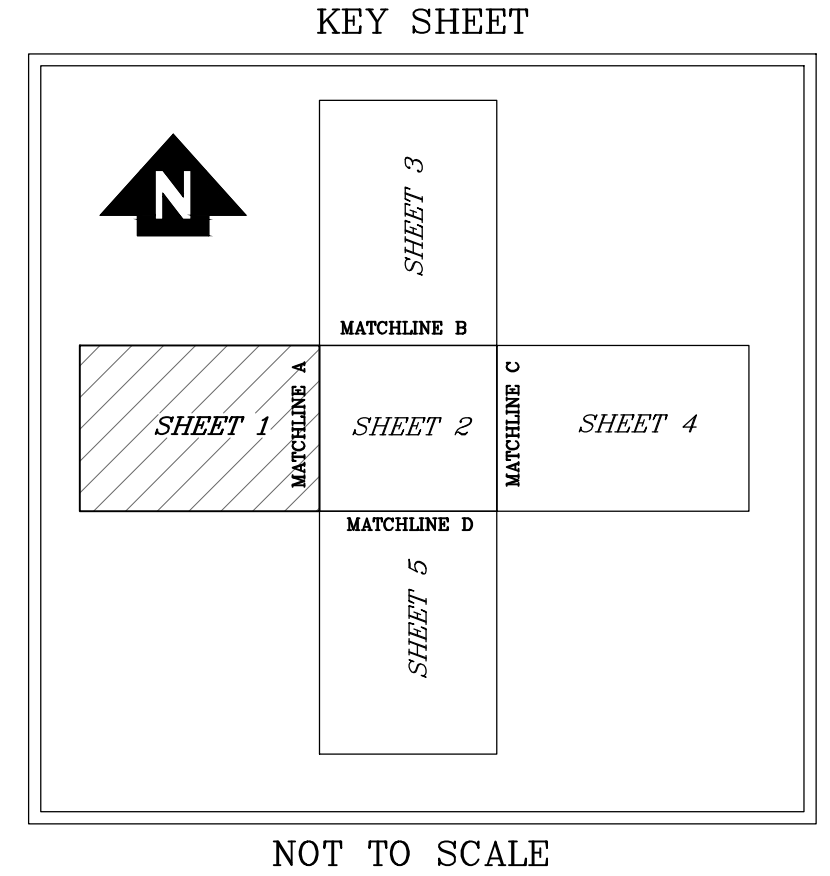 KEY SHEET
N
SHEET 3
MATCHLINE B
SHEET 1
MATCHLINE A
SHEET 2
MATCHLINE C
SHEET 4
MATCHLINE D
SHEET 5
NOT TO SCALE